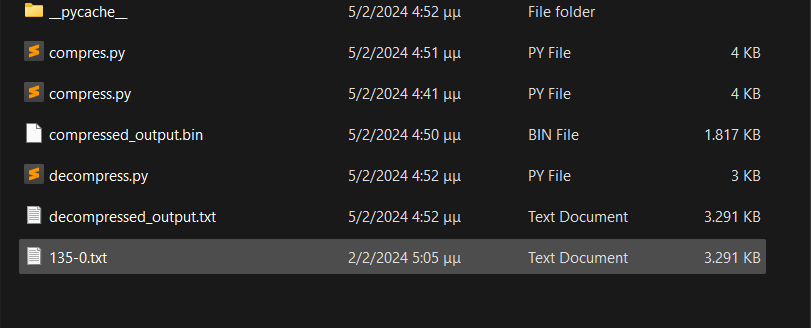 __pycache__ 5/2/2024 4:52 μμ File folder
compres.py 5/2/2024 4:51 μμ PY File 4 KB
compress.py 5/2/2024 4:41 μμ PY File 4 KB
compressed_output.bin 5/2/2024 4:50 μμ BIN File 1.817 KB
decompress.py 5/2/2024 4:52 μμ PY File 3 KB
decompressed_output.txt 5/2/2024 4:52 μμ Text Document 3.291 KB
135-0.txt 2/2/2024 5:05 μμ Text Document 3.291 KB